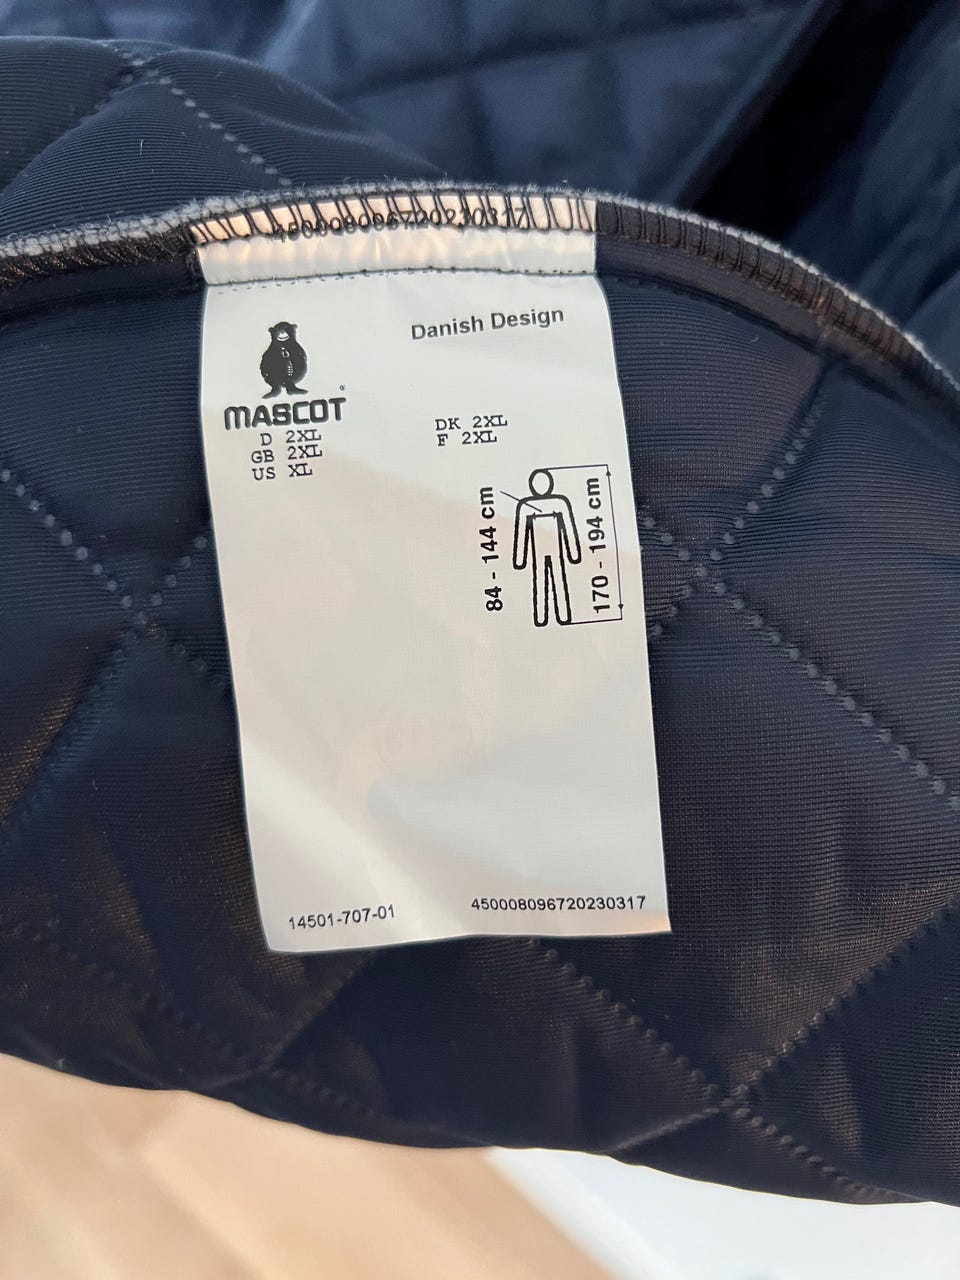 450008096720230317
Danish Design
MASCOT
D 2XL
GB 2XL
US XL
DK 2XL
F 2XL
84 - 144 cm
170 - 194 cm
14501-707-01
450008096720230317